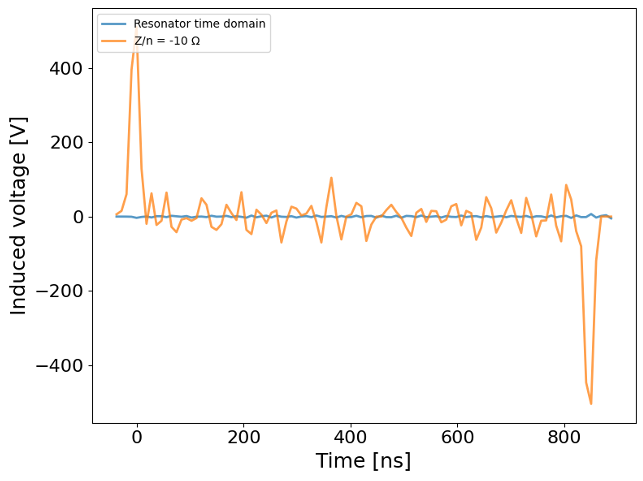 Resonator time domain
Z/n = -10 Ω
Induced voltage [V]
400
200
0
−200
−400
0
200
400
600
800
Time [ns]